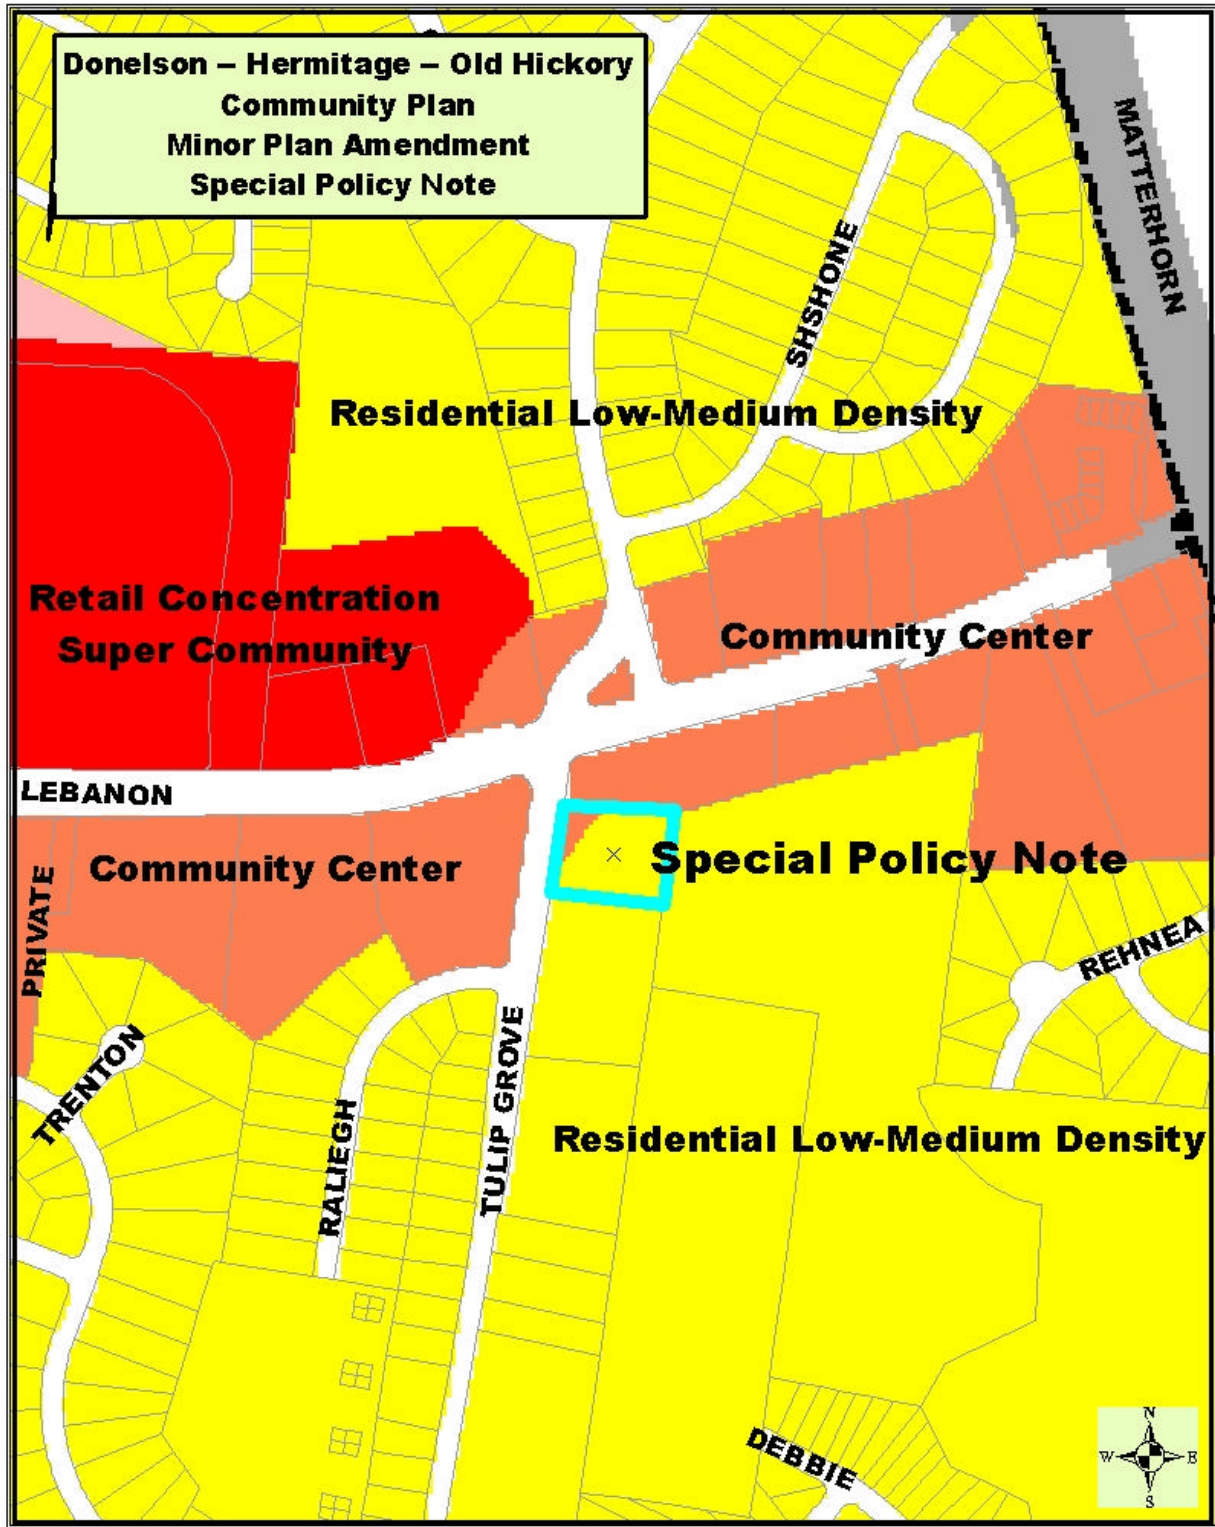 Donelson – Hermitage – Old Hickory
Community Plan
Minor Plan Amendment
Special Policy Note
MATTERHORN
SHSHONE
Residential Low-Medium Density
Retail Concentration
Super Community
Community Center
LEBANON
Community Center
Special Policy Note
PRIVATE
REHNEA
TRENTON
RALIEGH
TULIP GROVE
Residential Low-Medium Density
DEBBIE
N
W
E
S